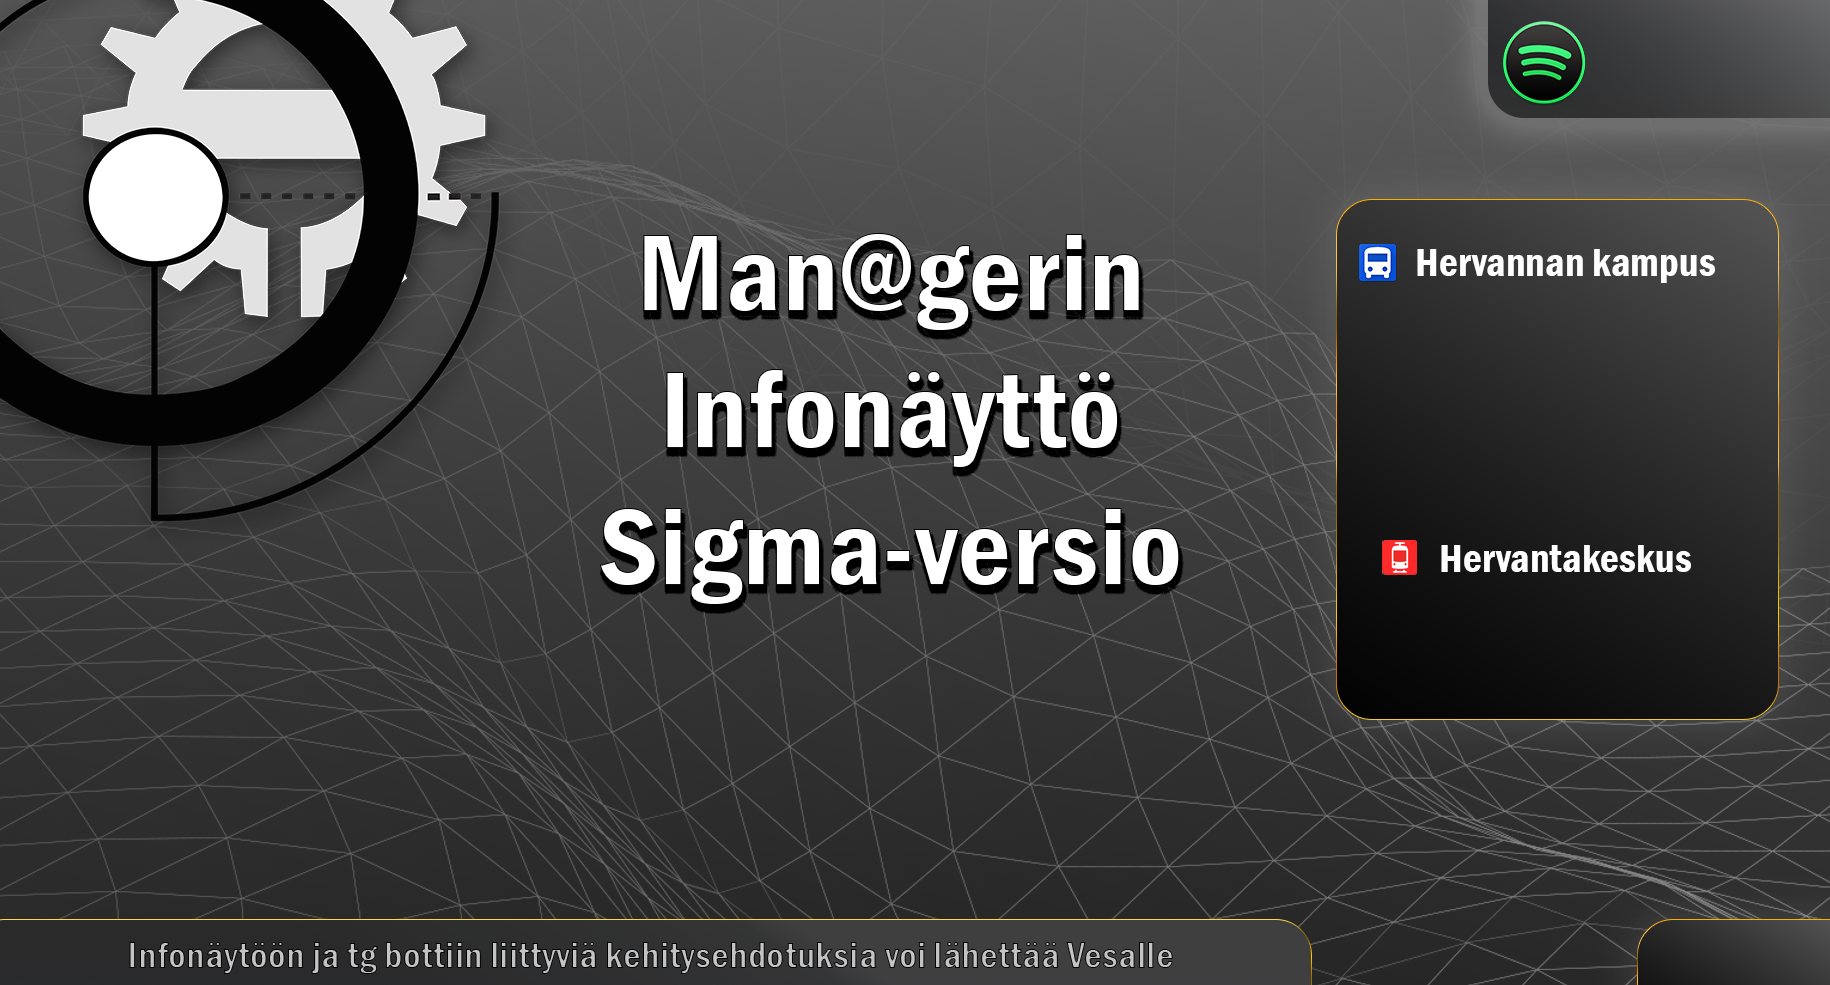 Man@gerin
Infonäyttö
Sigma-versio
Hervannan kampus
Hervantakeskus
Infonäytöön ja tg bottiin liittyviä kehitysehdotuksia voi lähettää Vesalle